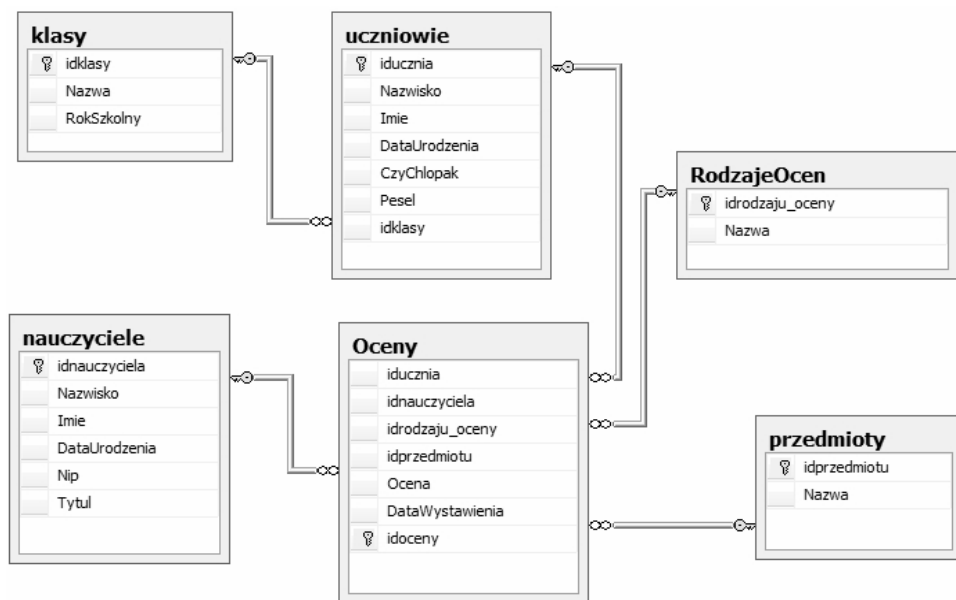 klasy
idklasy
Nazwa
RokSzkolny
uczniowie
iducznia
Nazwisko
Imie
DataUrodzenia
CzyChlopak
Pesel
idklasy
RodzajeOcen
idrodzaju_oceny
Nazwa
nauczyciele
idnauczyciela
Nazwisko
Imie
DataUrodzenia
Nip
Tytul
Oceny
iducznia
idnauczyciela
idrodzaju_oceny
idprzedmiotu
Ocena
DataWystawienia
idoceny
przedmioty
idprzedmiotu
Nazwa